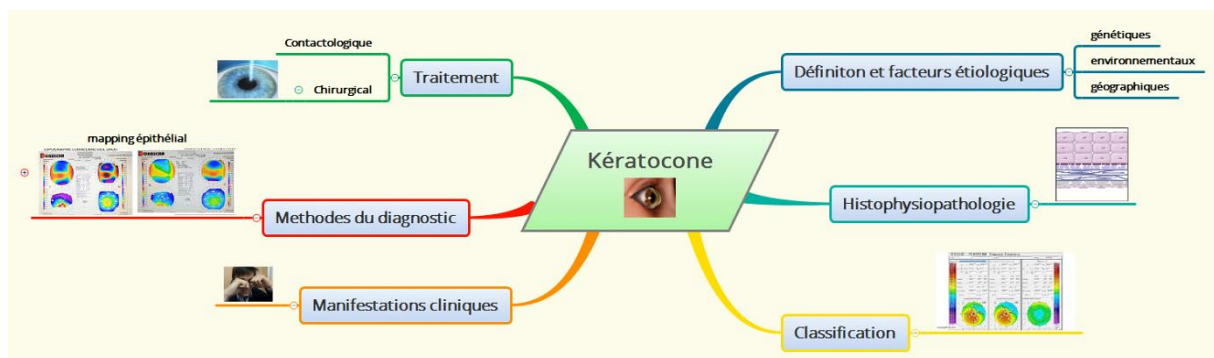 Kératocone
Définiton et facteurs étiologiques
génétiques
environnementaux
géographiques
Histophysiopathologie
Classification
Traitement
Contactologique
Chirurgical
Methodes du diagnostic
mapping épithélial
Manifestations cliniques